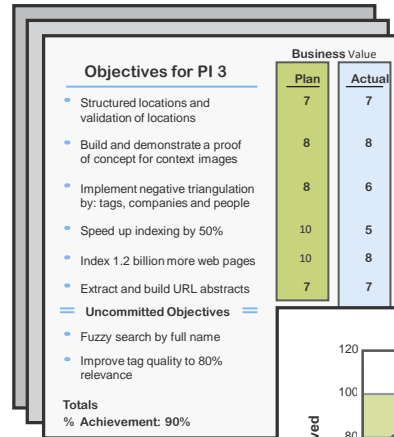 Business Value
Objectives for PI 3
Plan Actual
Structured locations and
validation of locations
7 7
Build and demonstrate a proof
of concept for context images
8 8
Implement negative triangulation
by: tags, companies and people
8 6
Speed up indexing by 50%
10 5
Index 1.2 billion more web pages
10 8
Extract and build URL abstracts
7 7
Uncommitted Objectives
Fuzzy search by full name
Improve tag quality to 80%
relevance
Totals
% Achievement: 90%
120
100
80